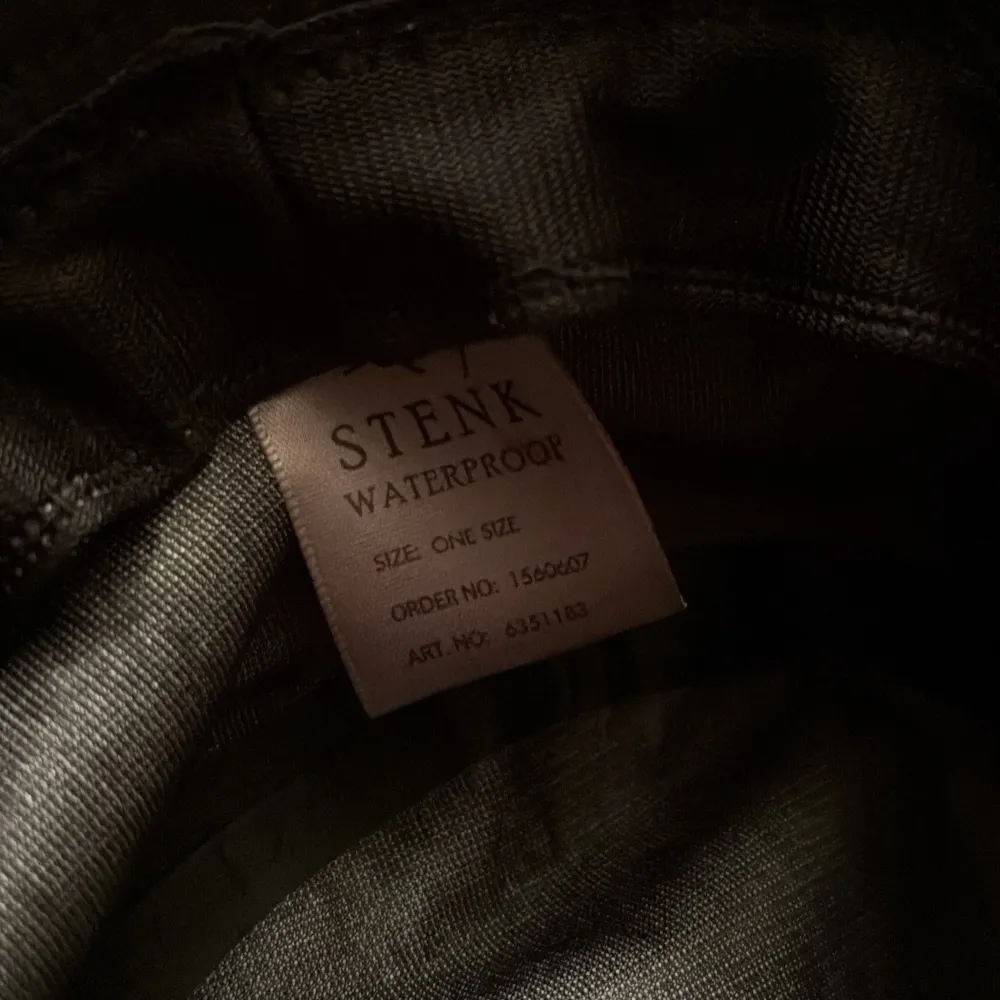 STENK
WATERPROOF
SIZE: ONE SIZE
ORDER NO: 1560607
ART. NO: 6351183